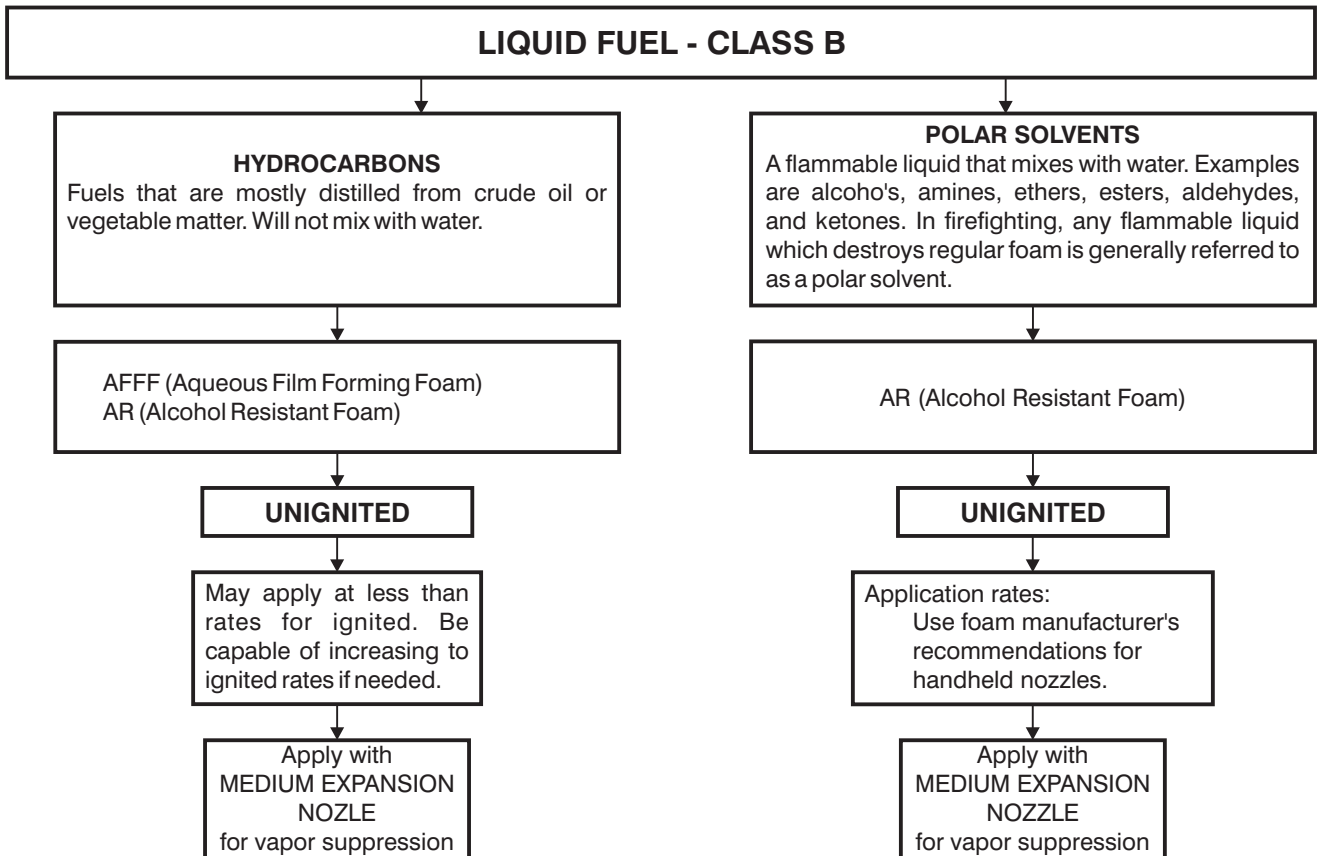 LIQUID FUEL - CLASS B
HYDROCARBONS
Fuels that are mostly distilled from crude oil or
vegetable matter. Will not mix with water.
POLAR SOLVENTS
A flammable liquid that mixes with water. Examples
are alcoho's, amines, ethers, esters, aldehydes,
and ketones. In firefighting, any flammable liquid
which destroys regular foam is generally referred to
as a polar solvent.
AFFF (Aqueous Film Forming Foam)
AR (Alcohol Resistant Foam)
AR (Alcohol Resistant Foam)
UNIGNITED
UNIGNITED
May apply at less than
rates for ignited. Be
capable of increasing to
ignited rates if needed.
Application rates:
Use foam manufacturer's
recommendations for
handheld nozzles.
Apply with
MEDIUM EXPANSION
NOZLE
for vapor suppression
Apply with
MEDIUM EXPANSION
NOZZLE
for vapor suppression